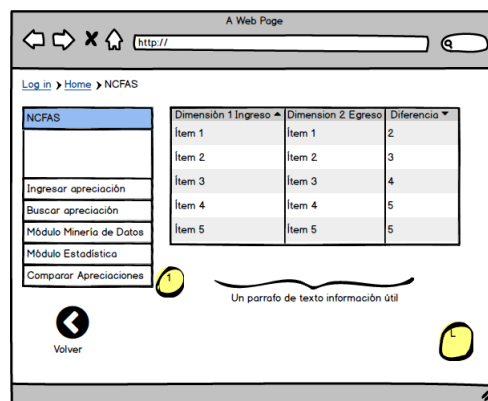 A Web Page
http://
Log in > Home > NCFAS
NCFAS
Ingresar apreciación
Buscar apreciación
Módulo Minería de Datos
Módulo Estadística
Comparar Apreciaciones
Dimensión 1 Ingreso Dimension 2 Egreso Diferencia
Ítem 1 Ítem 1 2
Ítem 2 Ítem 2 3
Ítem 3 Ítem 3 4
Ítem 4 Ítem 4 5
Ítem 5 Ítem 5 5
1
Un parrafo de texto información útil
Volver
L